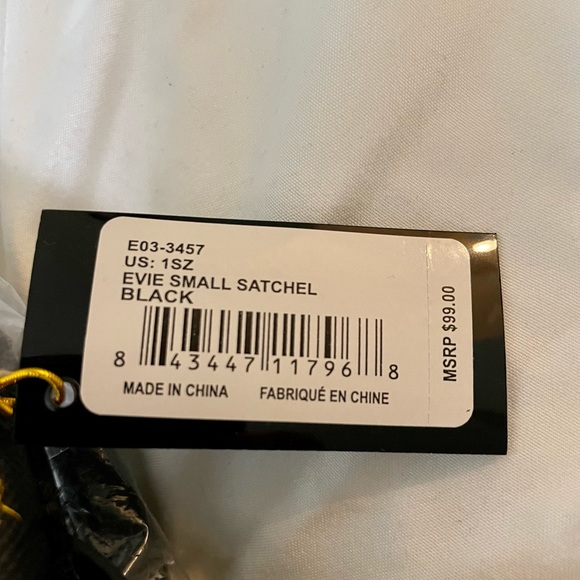 E03-3457
US: 1SZ
EVIE SMALL SATCHEL
BLACK
8 43447 11796 8
MADE IN CHINA FABRIQUÉ EN CHINE
MSRP $99.00